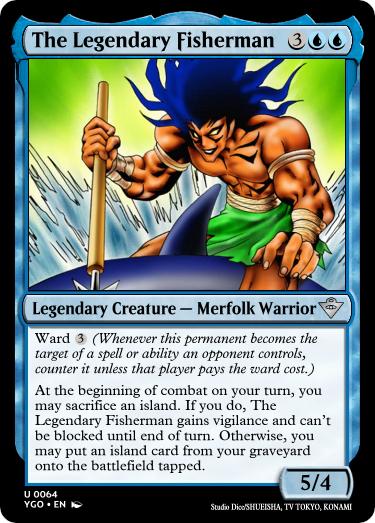 The Legendary Fisherman 3
Legendary Creature — Merfolk Warrior
Ward 3 (Whenever this permanent becomes the
target of a spell or ability an opponent controls,
counter it unless that player pays the ward cost.)
At the beginning of combat on your turn, you
may sacrifice an island. If you do, The
Legendary Fisherman gains vigilance and can't
be blocked until end of turn. Otherwise, you
may put an island card from your graveyard
onto the battlefield tapped.
5/4
U 0064
YGO • EN
Studio Dice/SHUEISHA, TV TOKYO, KONAMI